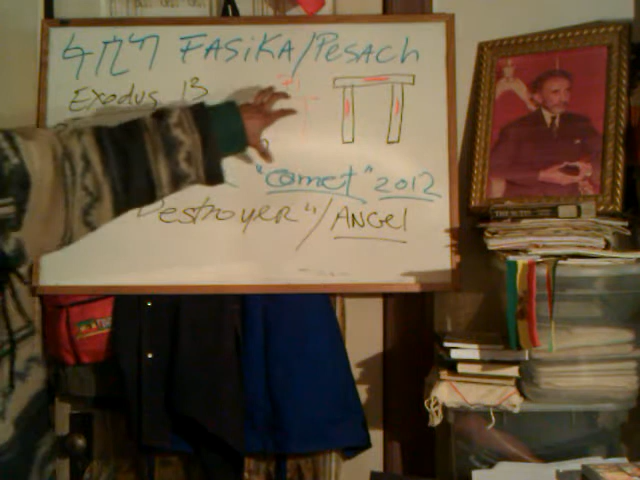 ፋሲካ FASiKA/PESACH
Exodus 13
"comet" 2012
Destroyer"/ANGEL